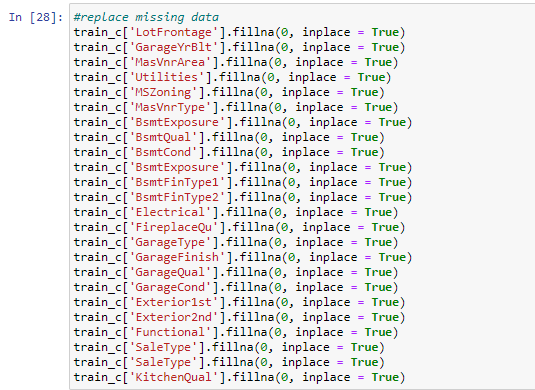 In [28]: #replace missing data
train_c['LotFrontage'].fillna(0, inplace = True)
train_c['GarageYrBlt'].fillna(0, inplace = True)
train_c['MasVnrArea'].fillna(0, inplace = True)
train_c['Utilities'].fillna(0, inplace = True)
train_c['MSZoning'].fillna(0, inplace = True)
train_c['MasVnrType'].fillna(0, inplace = True)
train_c['BsmtExposure'].fillna(0, inplace = True)
train_c['BsmtQual'].fillna(0, inplace = True)
train_c['BsmtCond'].fillna(0, inplace = True)
train_c['BsmtExposure'].fillna(0, inplace = True)
train_c['BsmtFinType1'].fillna(0, inplace = True)
train_c['BsmtFinType2'].fillna(0, inplace = True)
train_c['Electrical'].fillna(0, inplace = True)
train_c['FireplaceQu'].fillna(0, inplace = True)
train_c['GarageType'].fillna(0, inplace = True)
train_c['GarageFinish'].fillna(0, inplace = True)
train_c['GarageQual'].fillna(0, inplace = True)
train_c['GarageCond'].fillna(0, inplace = True)
train_c['Exterior1st'].fillna(0, inplace = True)
train_c['Exterior2nd'].fillna(0, inplace = True)
train_c['Functional'].fillna(0, inplace = True)
train_c['SaleType'].fillna(0, inplace = True)
train_c['SaleType'].fillna(0, inplace = True)
train_c['KitchenQual'].fillna(0, inplace = True)